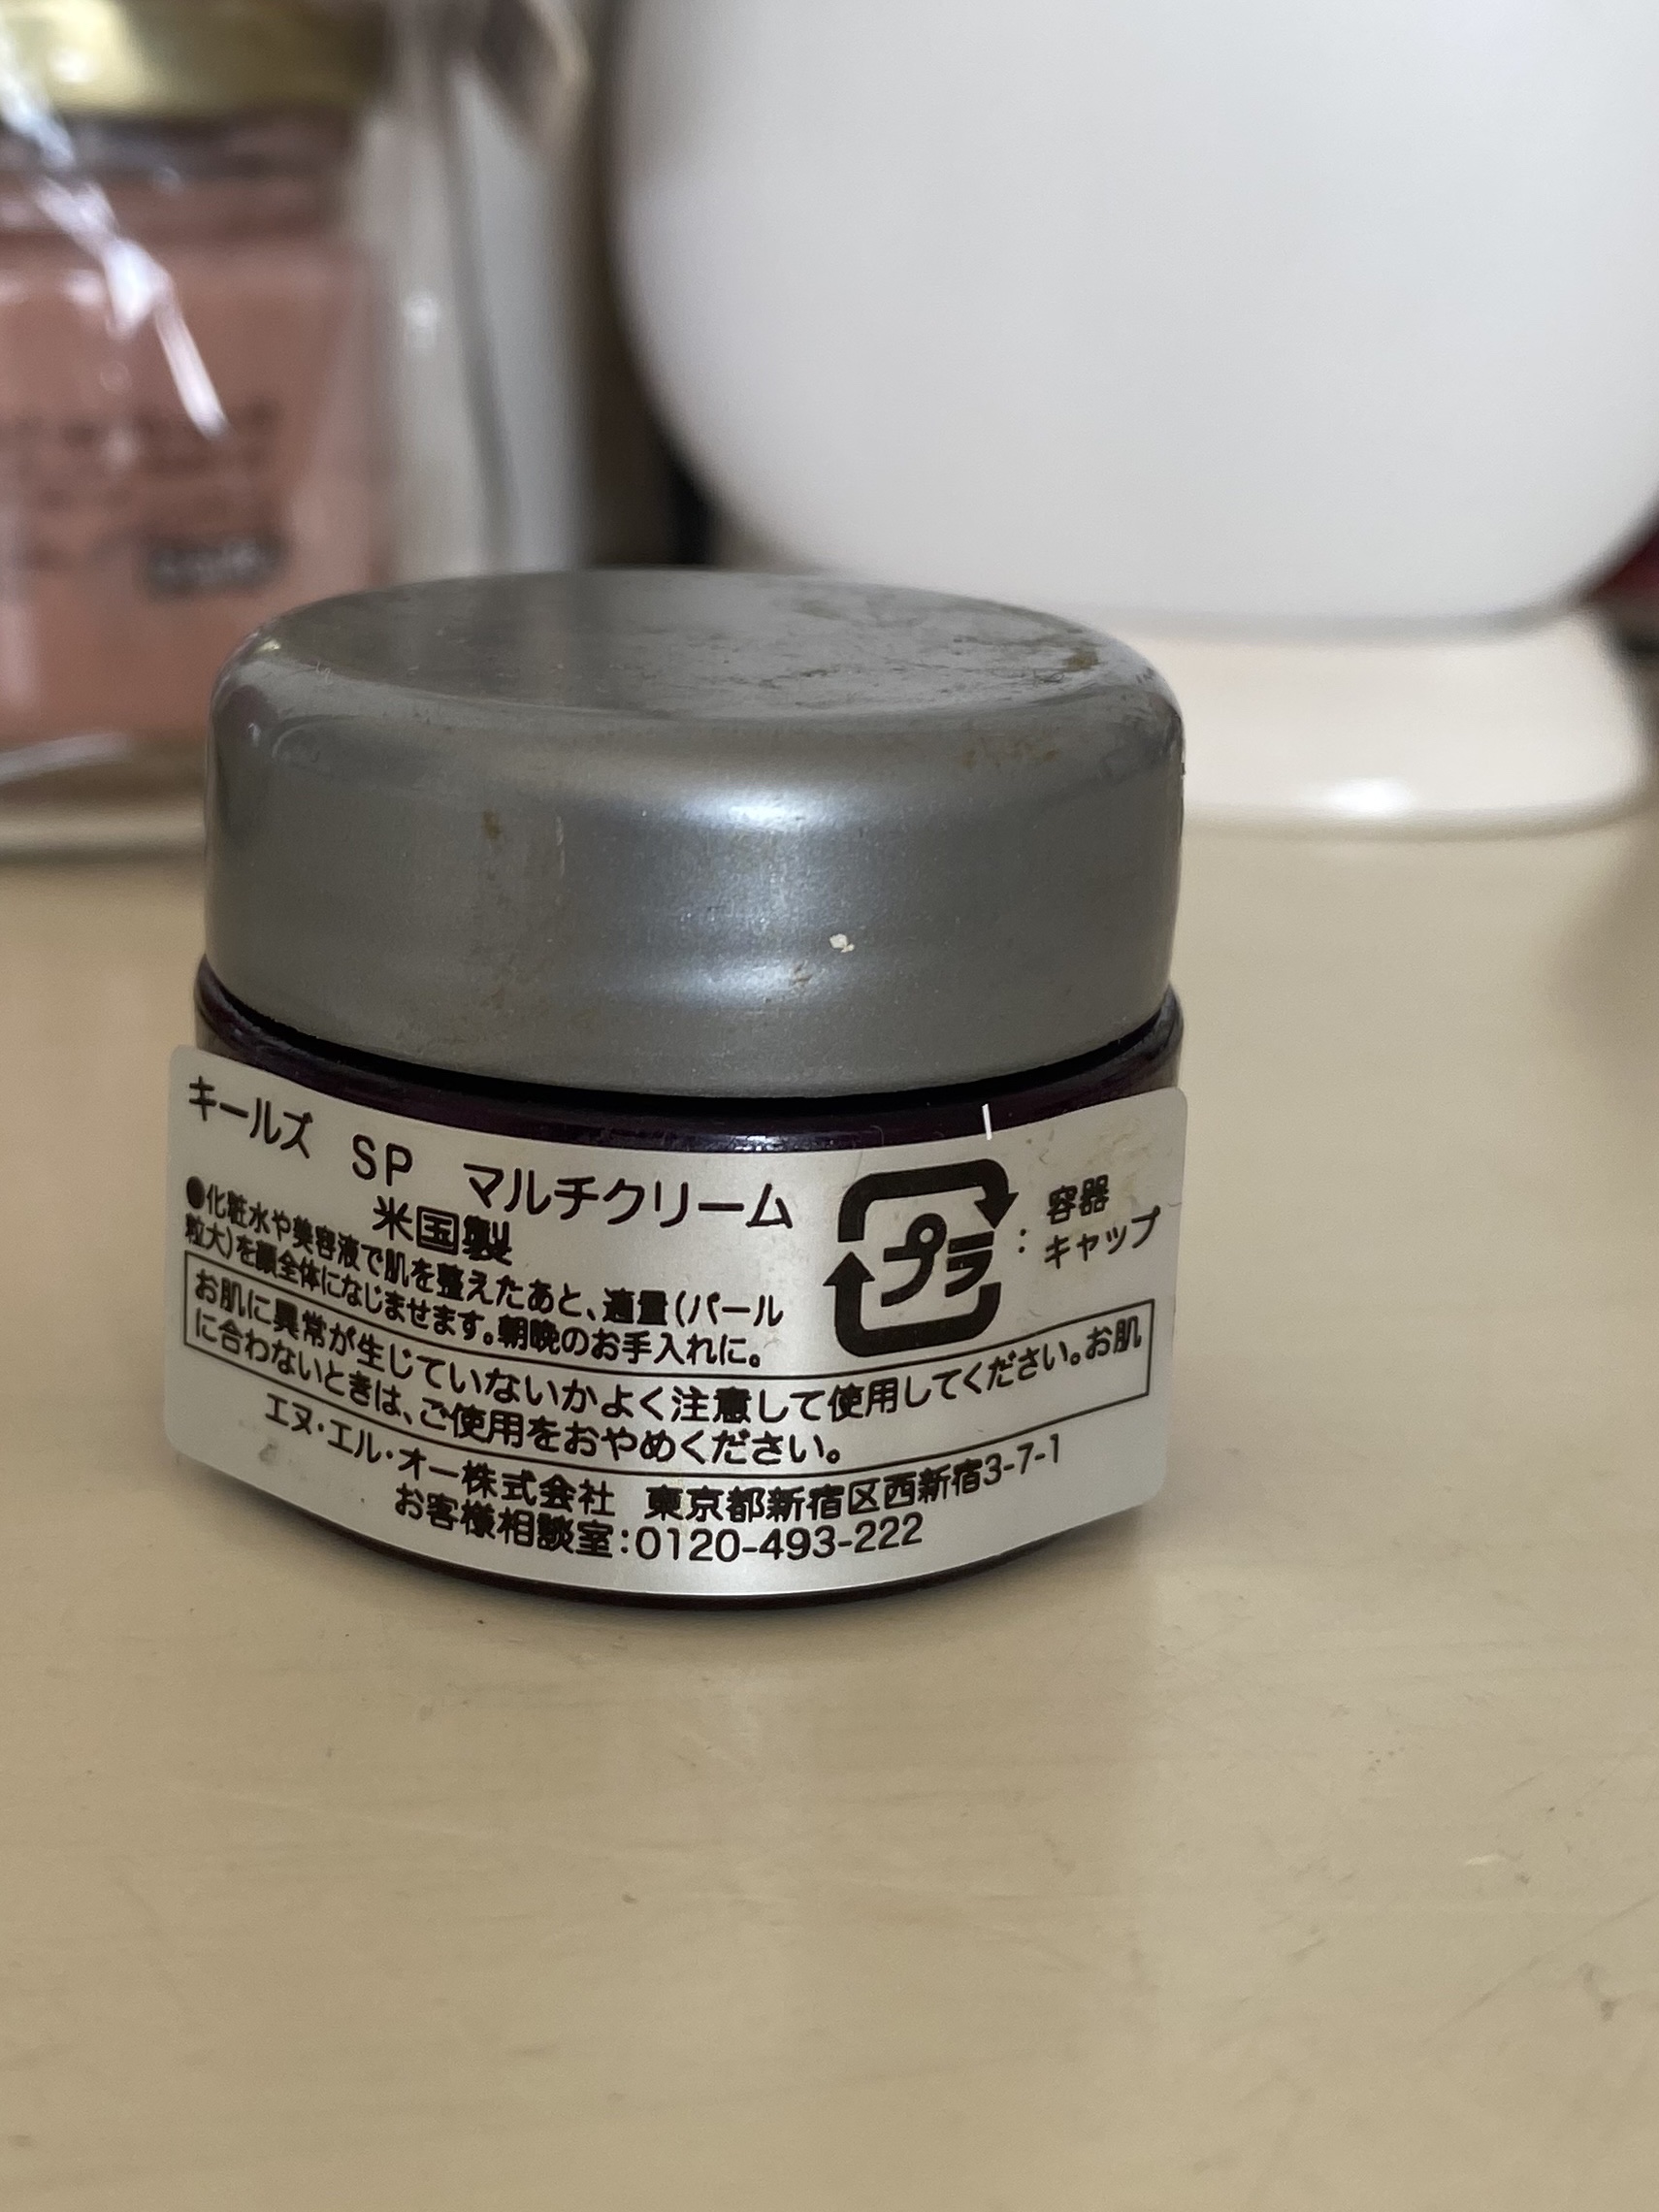 キールズ SP マルチクリーム
米国製
●化粧水や美容液で肌を整えたあと、適量(パール
粒大)を顔全体になじませます。朝晩のお手入れに。
プラ
: 容器
キャップ
お肌に異常が生じていないかよく注意して使用してください。お肌
に合わないときは、ご使用をおやめください。
エヌ・エル・オー株式会社 東京都新宿区西新宿3-7-1
お客様相談室:0120-493-222